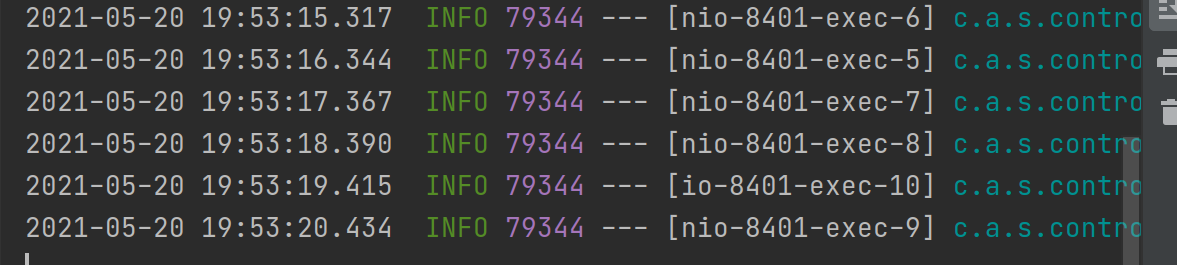 2021-05-20 19:53:15.317  INFO 79344 --- [nio-8401-exec-6] c.a.s.contro
2021-05-20 19:53:16.344  INFO 79344 --- [nio-8401-exec-5] c.a.s.contro
2021-05-20 19:53:17.367  INFO 79344 --- [nio-8401-exec-7] c.a.s.contro
2021-05-20 19:53:18.390  INFO 79344 --- [nio-8401-exec-8] c.a.s.contro
2021-05-20 19:53:19.415  INFO 79344 --- [io-8401-exec-10] c.a.s.contro
2021-05-20 19:53:20.434  INFO 79344 --- [nio-8401-exec-9] c.a.s.contro